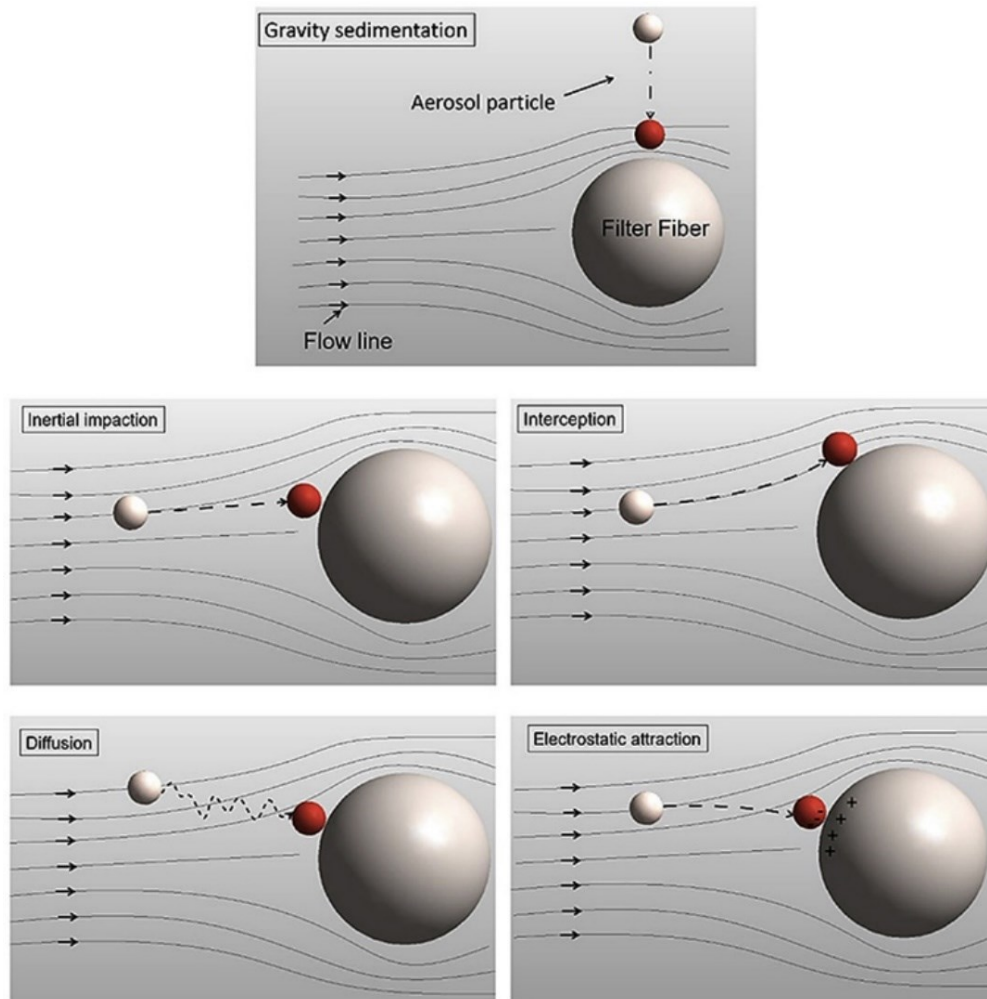 Gravity sedimentation
Aerosol particle
Filter Fiber
Flow line
Inertial impaction
Interception
Diffusion
Electrostatic attraction
- -
+
+
+
+